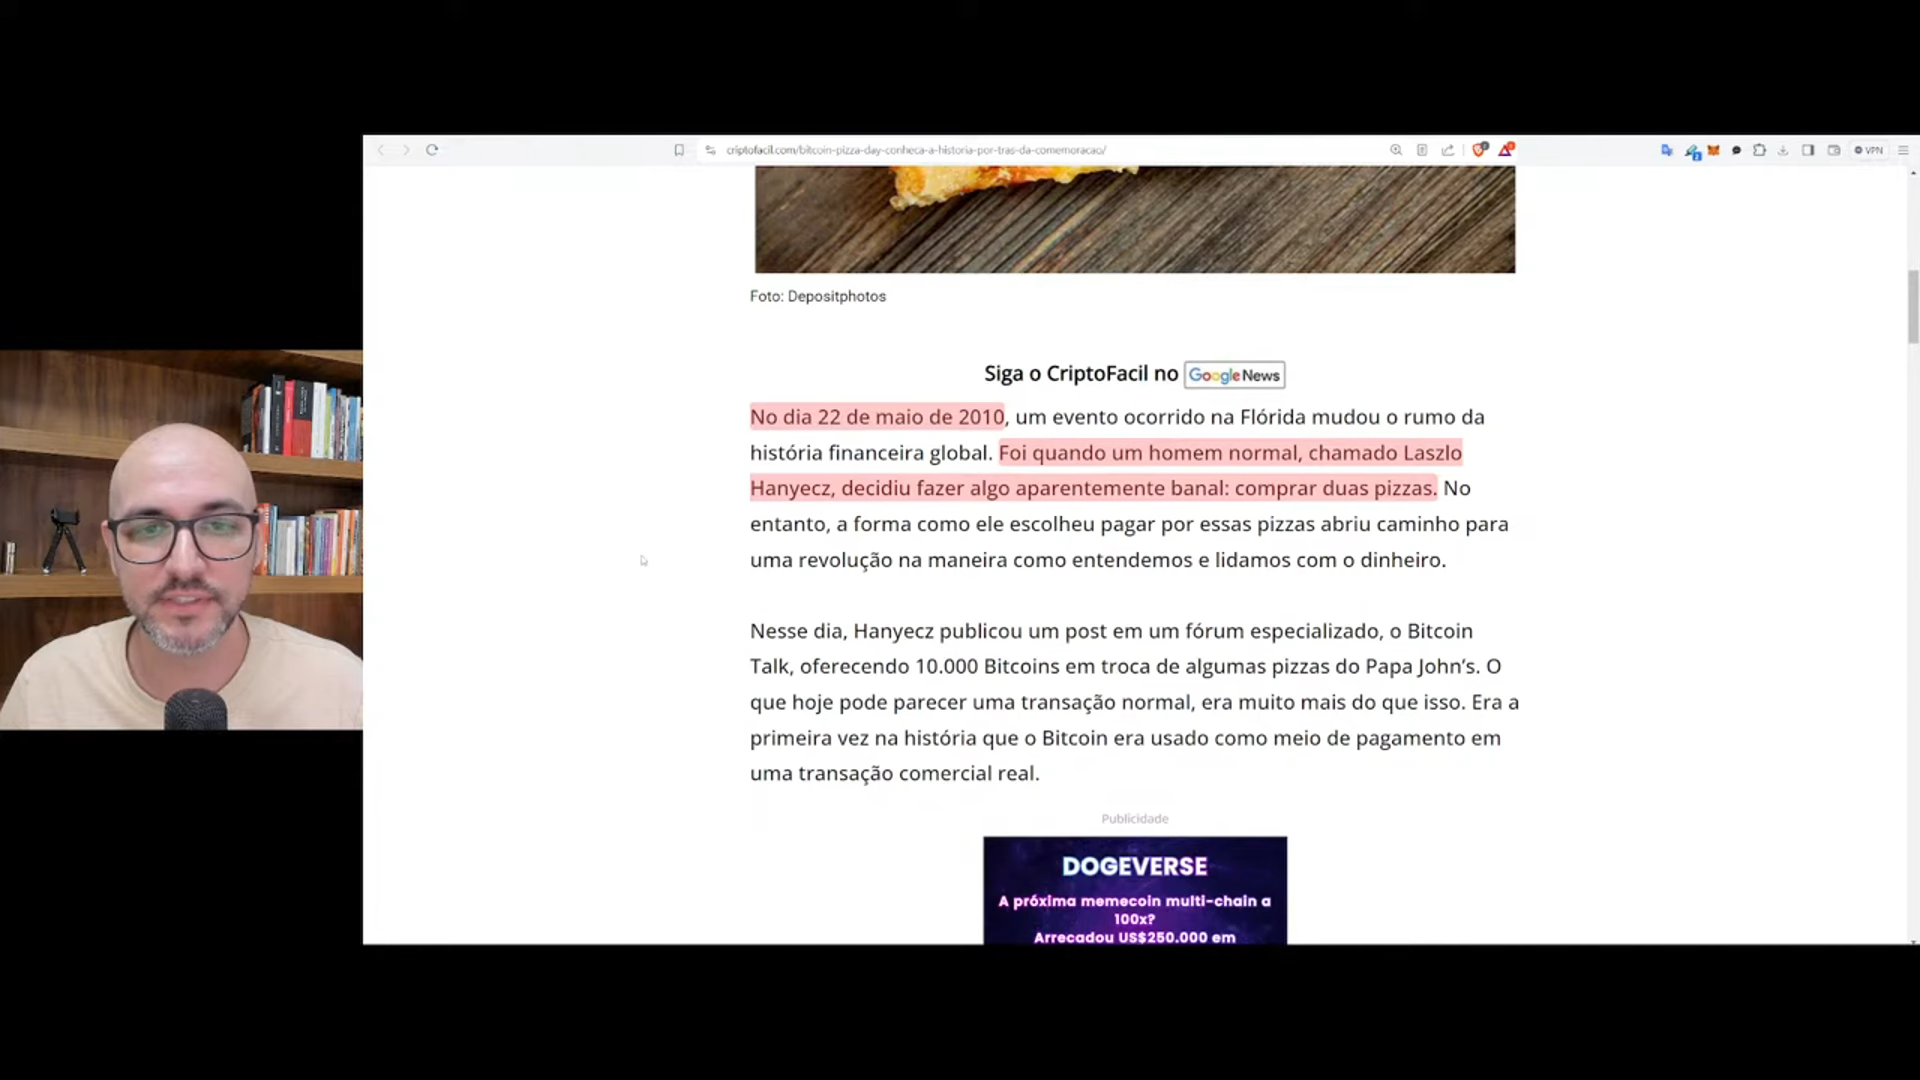 criptofacil.com/bitcoin-pizza-day-conheca-a-historia-por-tras-da-comemoracao/
VPN
Foto: Depositphotos
Siga o CriptoFacil no Google News
No dia 22 de maio de 2010, um evento ocorrido na Flórida mudou o rumo da
história financeira global. Foi quando um homem normal, chamado Laszlo
Hanyecz, decidiu fazer algo aparentemente banal: comprar duas pizzas. No
entanto, a forma como ele escolheu pagar por essas pizzas abriu caminho para
uma revolução na maneira como entendemos e lidamos com o dinheiro.
Nesse dia, Hanyecz publicou um post em um fórum especializado, o Bitcoin
Talk, oferecendo 10.000 Bitcoins em troca de algumas pizzas do Papa John’s. O
que hoje pode parecer uma transação normal, era muito mais do que isso. Era a
primeira vez na história que o Bitcoin era usado como meio de pagamento em
uma transação comercial real.
Publicidade
DOGEVERSE
A próxima memecoin multi-chain a
100x?
Arrecadou US$250.000 em